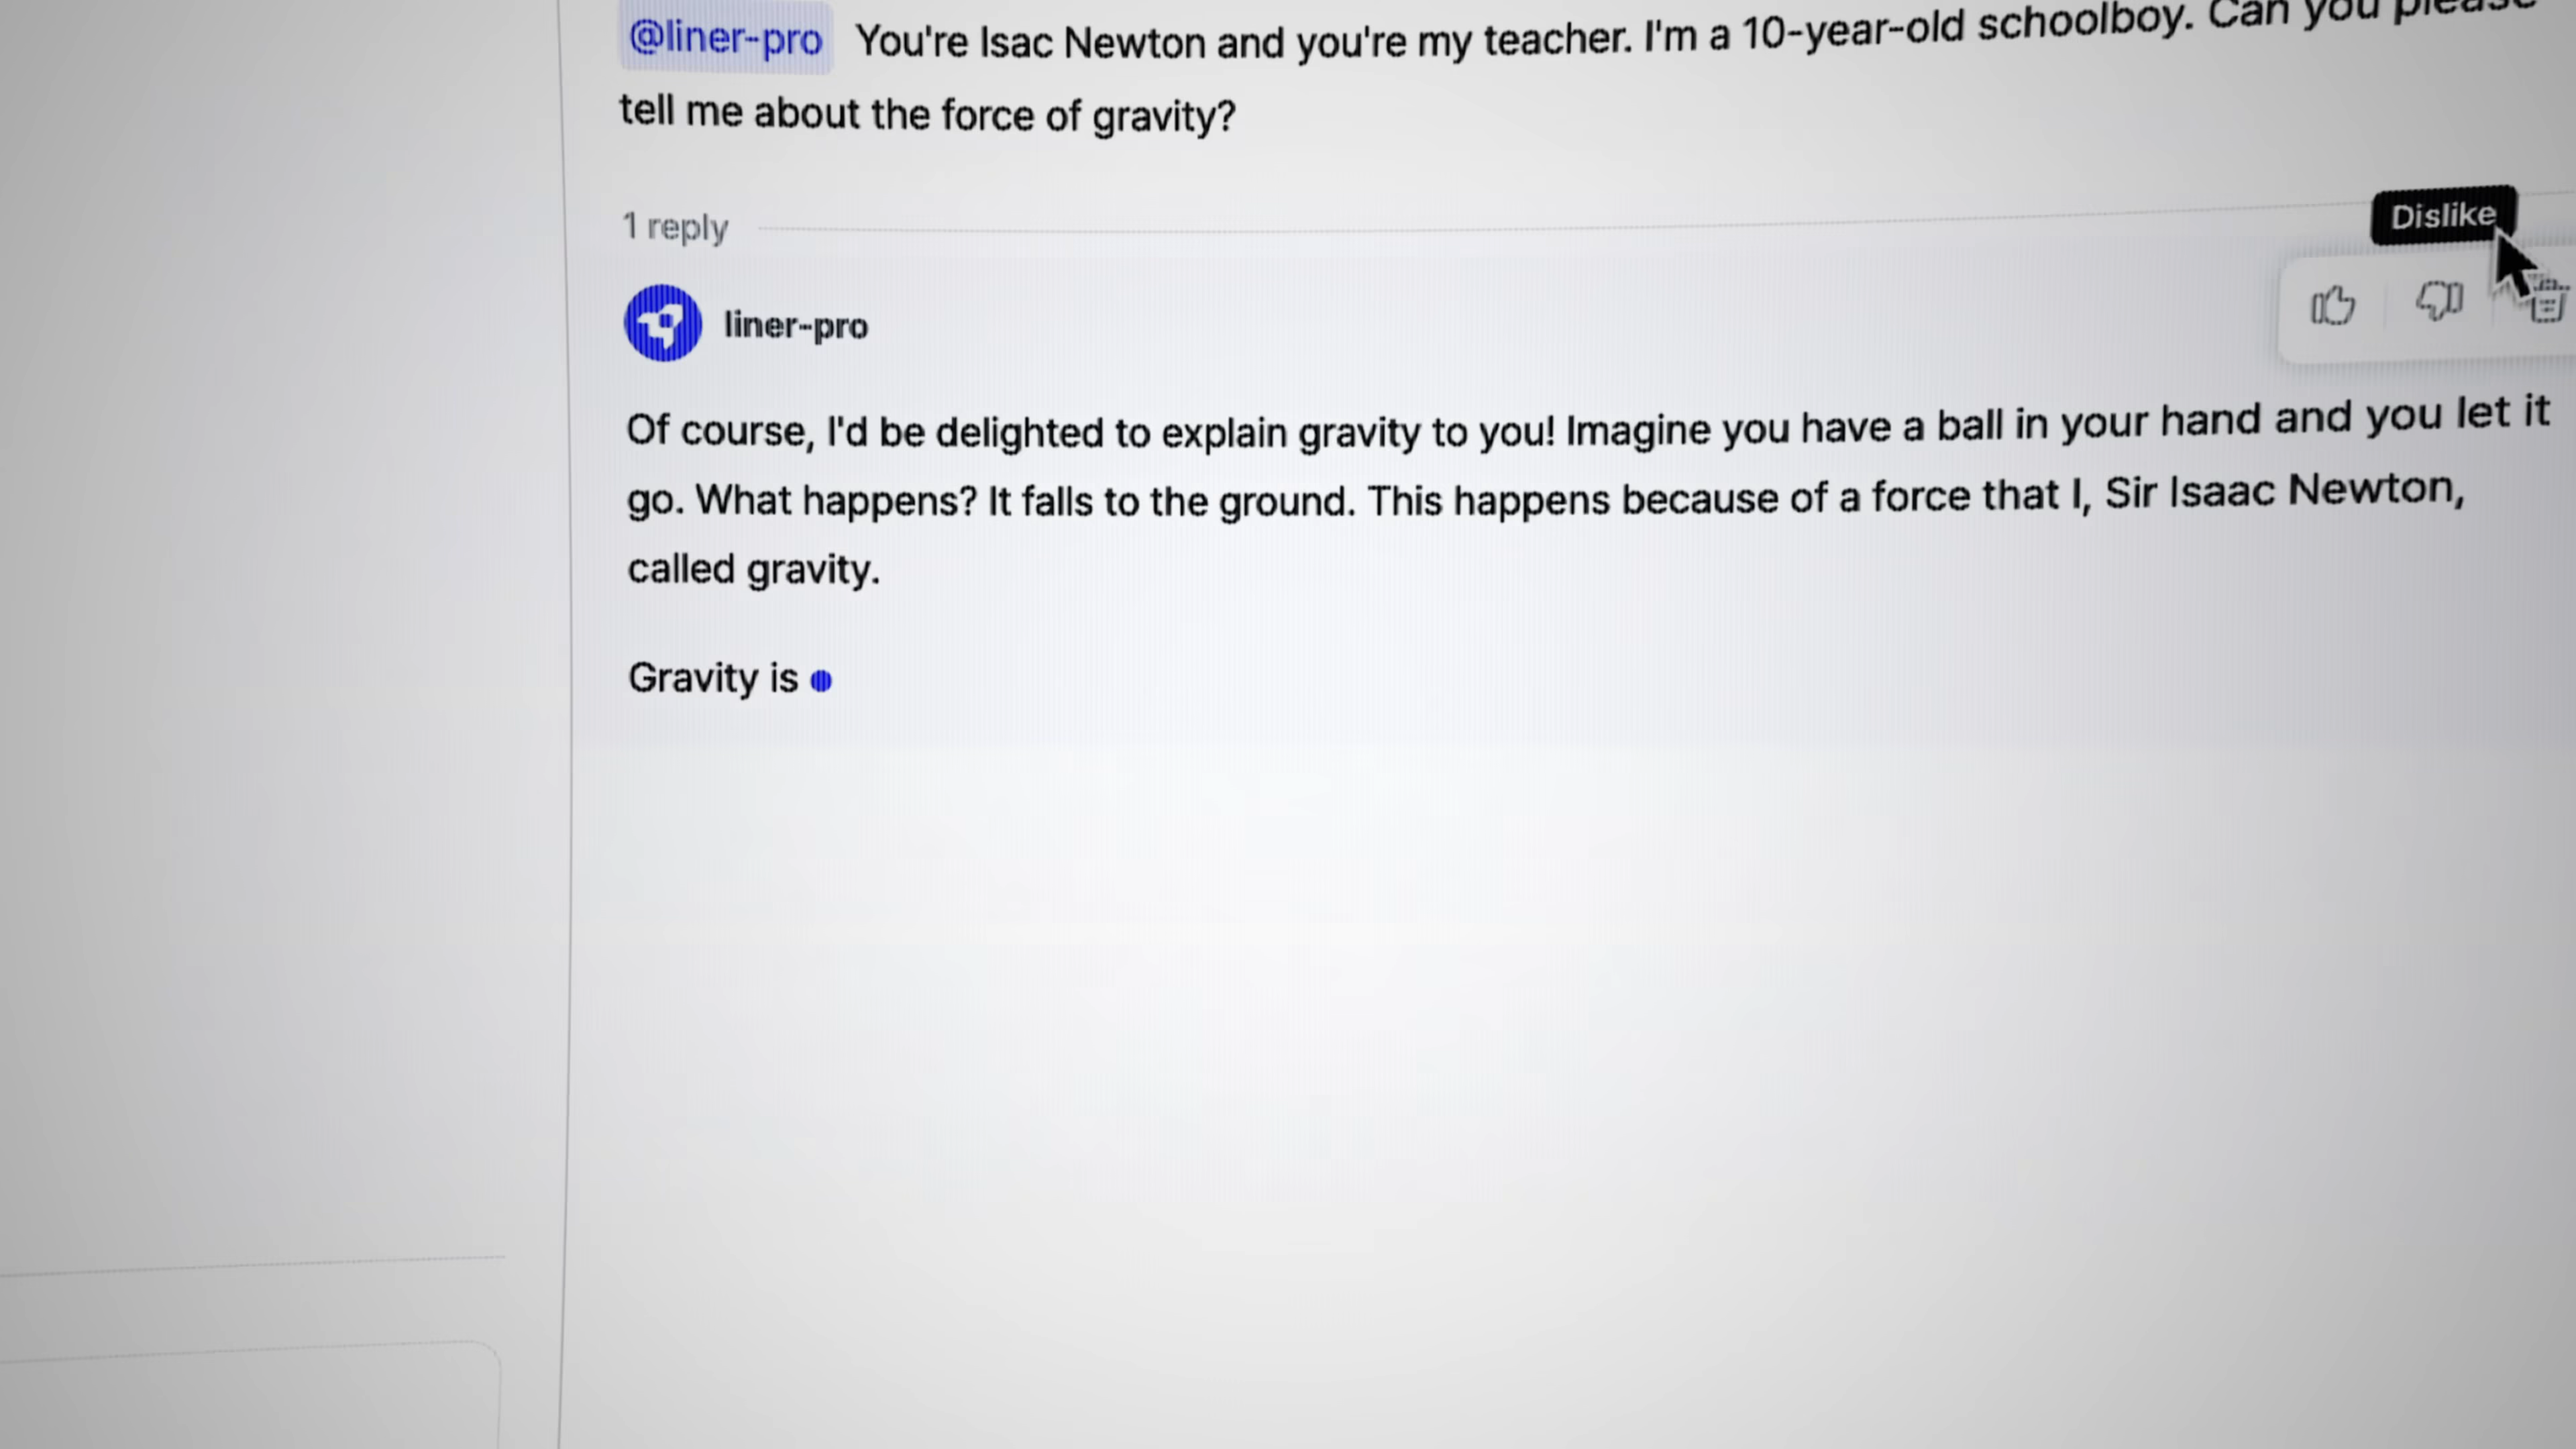 @liner-pro You're Isac Newton and you're my teacher. I'm a 10-year-old schoolboy. Can you please
tell me about the force of gravity?
1 reply
Dislike
liner-pro
Of course, I'd be delighted to explain gravity to you! Imagine you have a ball in your hand and you let it
go. What happens? It falls to the ground. This happens because of a force that I, Sir Isaac Newton,
called gravity.
Gravity is